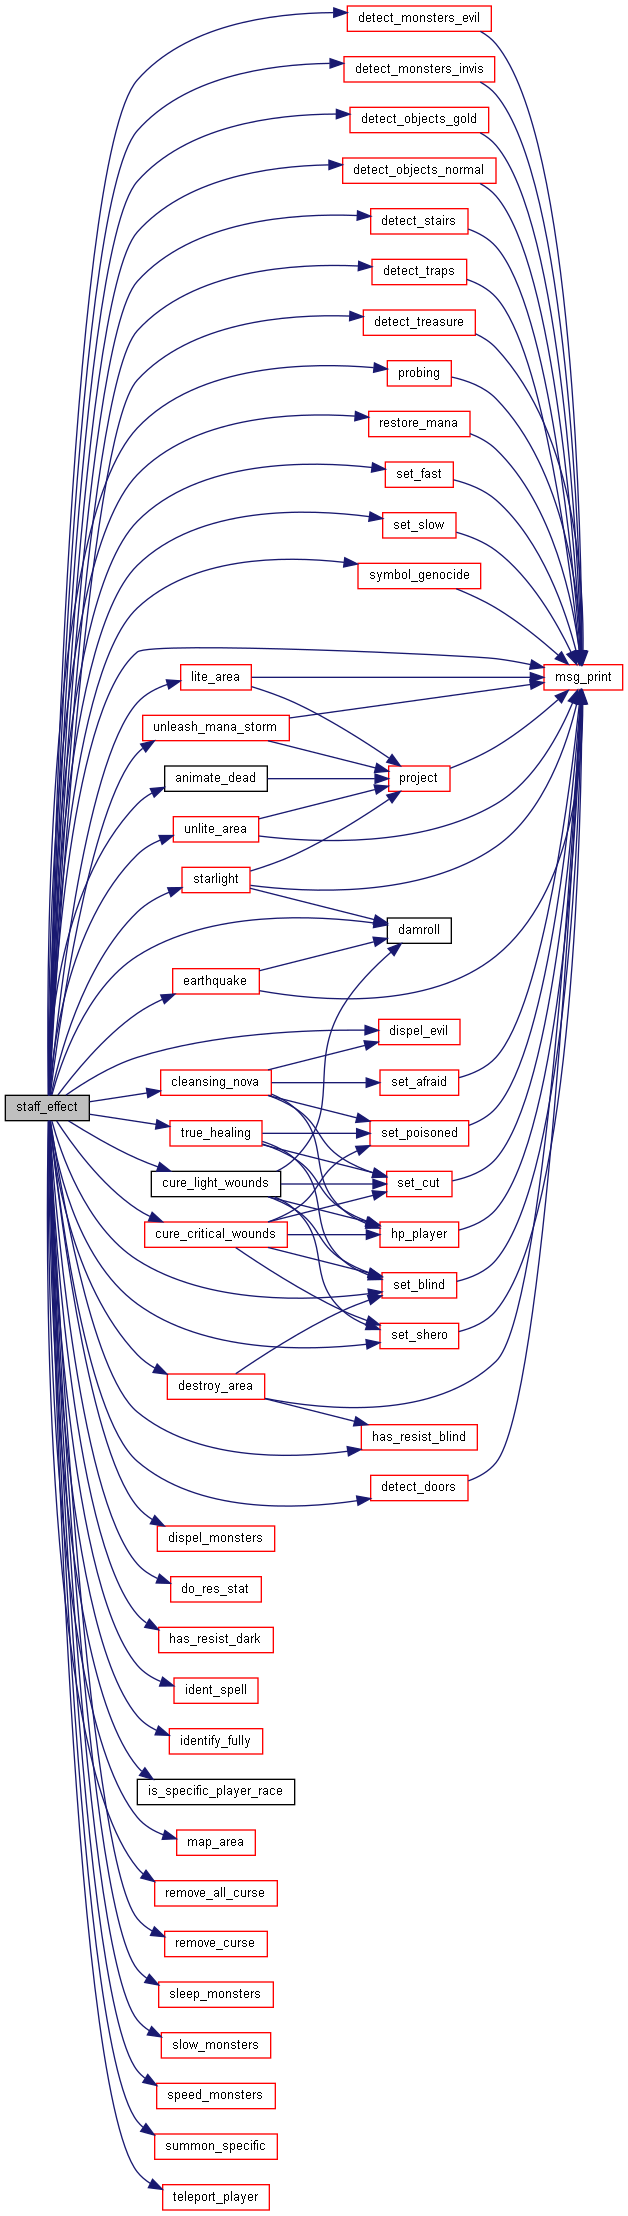 detect_monsters_evil
detect_monsters_invis
detect_objects_gold
detect_objects_normal
detect_stairs
detect_traps
detect_treasure
probing
restore_mana
set_fast
set_slow
symbol_genocide
lite_area
msg_print
unleash_mana_storm
animate_dead
project
unlite_area
starlight
damroll
earthquake
dispel_evil
cleansing_nova
set_afraid
staff_effect
true_healing
set_poisoned
cure_light_wounds
set_cut
cure_critical_wounds
hp_player
set_blind
set_shero
destroy_area
has_resist_blind
detect_doors
dispel_monsters
do_res_stat
has_resist_dark
ident_spell
identify_fully
is_specific_player_race
map_area
remove_all_curse
remove_curse
sleep_monsters
slow_monsters
speed_monsters
summon_specific
teleport_player